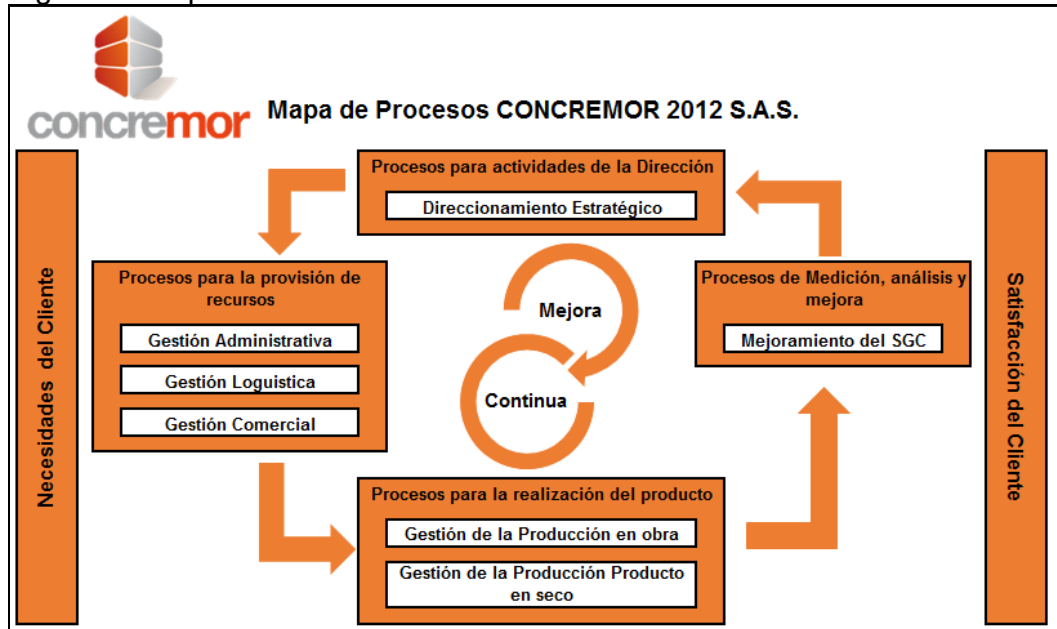 concremor
Mapa de Procesos CONCREMOR 2012 S.A.S.
Necesidades del Cliente
Procesos para actividades de la Dirección
Direccionamiento Estratégico
Procesos para la provisión de
recursos
Gestión Administrativa
Gestión Loguistica
Gestión Comercial
Mejora
Continua
Procesos para la realización del producto
Gestión de la Producción en obra
Gestión de la Producción Producto
en seco
Procesos de Medición, análisis y
mejora
Mejoramiento del SGC
Satisfacción del Cliente